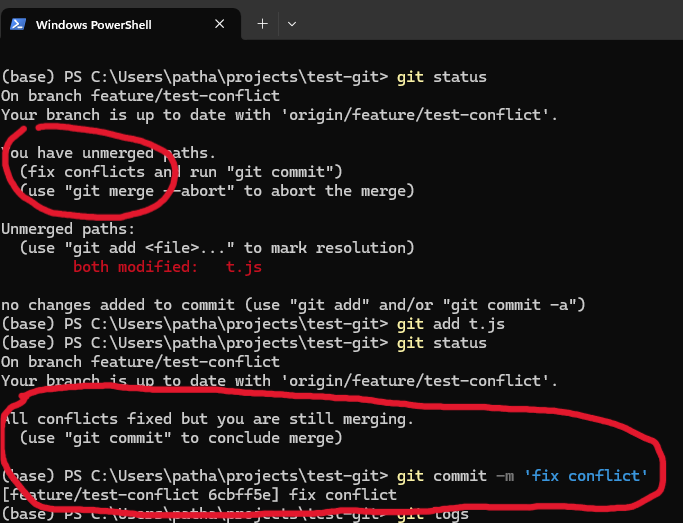 Windows PowerShell
(base) PS C:\Users\patha\projects\test-git> git status
On branch feature/test-conflict
Your branch is up to date with 'origin/feature/test-conflict'.
You have unmerged paths.
(fix conflicts and run "git commit")
(use "git merge --abort" to abort the merge)
Unmerged paths:
(use "git add <file>..." to mark resolution)
both modified: t.js
no changes added to commit (use "git add" and/or "git commit -a")
(base) PS C:\Users\patha\projects\test-git> git add t.js
(base) PS C:\Users\patha\projects\test-git> git status
On branch feature/test-conflict
Your branch is up to date with 'origin/feature/test-conflict'.
All conflicts fixed but you are still merging.
(use "git commit" to conclude merge)
(base) PS C:\Users\patha\projects\test-git> git commit -m 'fix conflict'
[feature/test-conflict 6cbff5e] fix conflict
(base) PS C:\Users\patha\projects\test-git> git logs